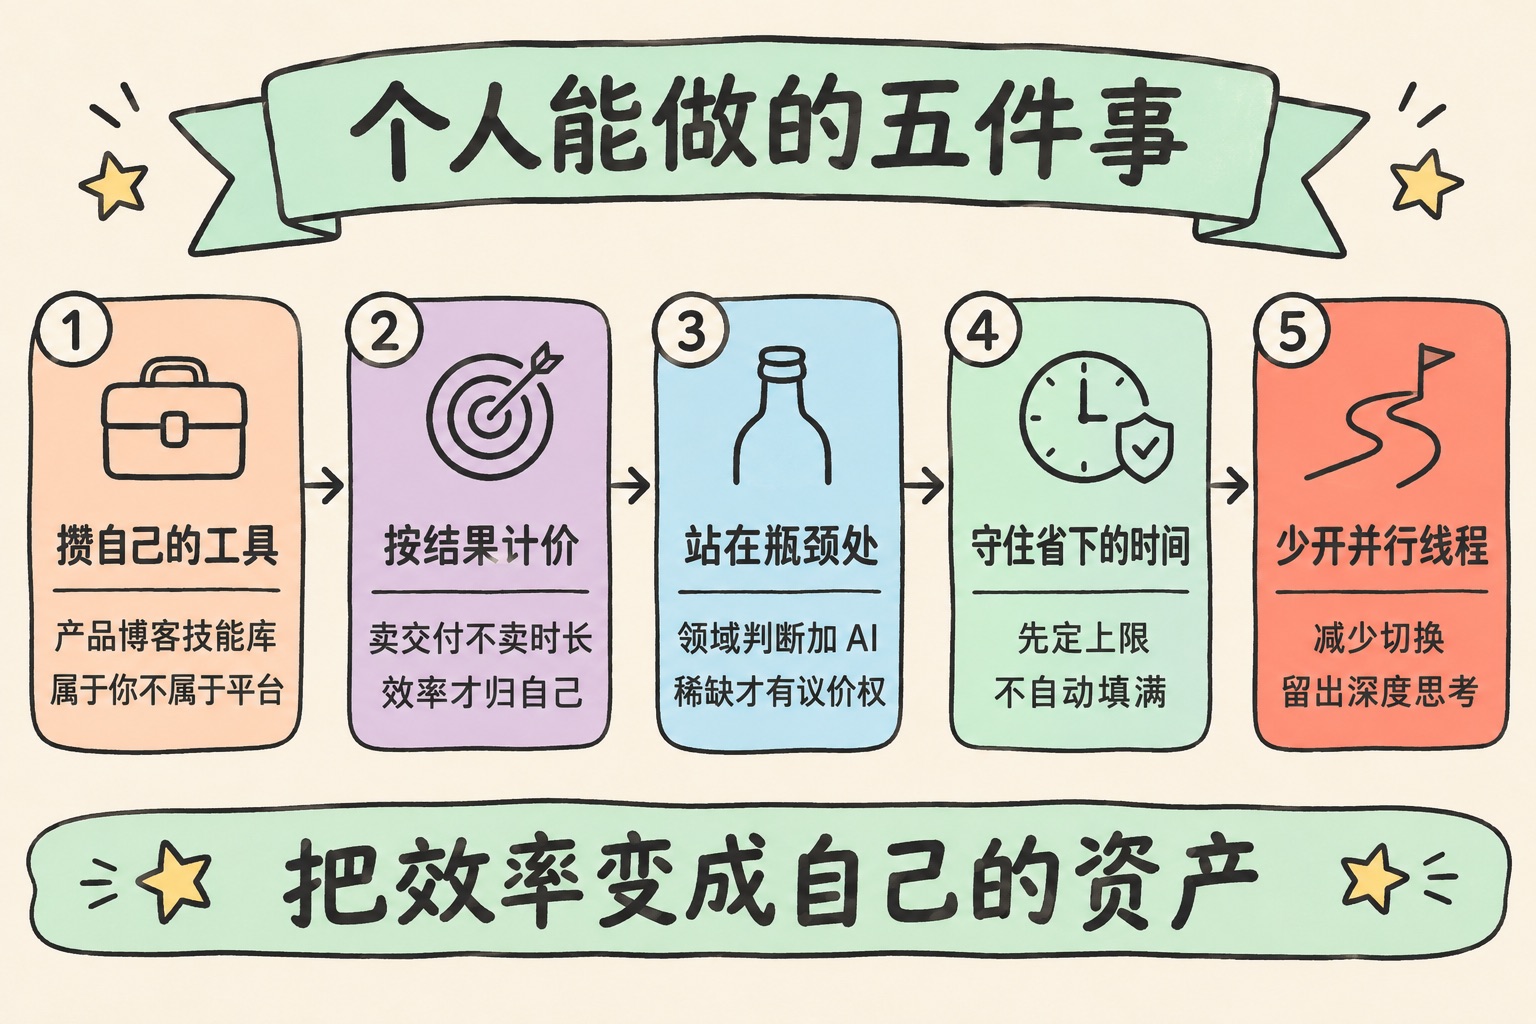 个人能做的五件事
1
攒自己的工具
产品博客技能库
属于你不属于平台
2
按结果计价
卖交付不卖时长
效率才归自己
3
站在瓶颈处
领域判断加 AI
稀缺才有议价权
4
守住省下的时间
先定上限
不自动填满
5
少开并行线程
减少切换
留出深度思考
把效率变成自己的资产